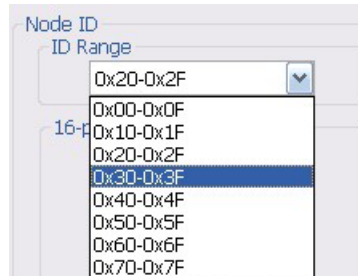 Node ID
ID Range
0x20-0x2F
0x00-0x0F
16-p
0x10-0x1F
0x20-0x2F
0x30-0x3F
0x40-0x4F
0x50-0x5F
0x60-0x6F
0x70-0x7F